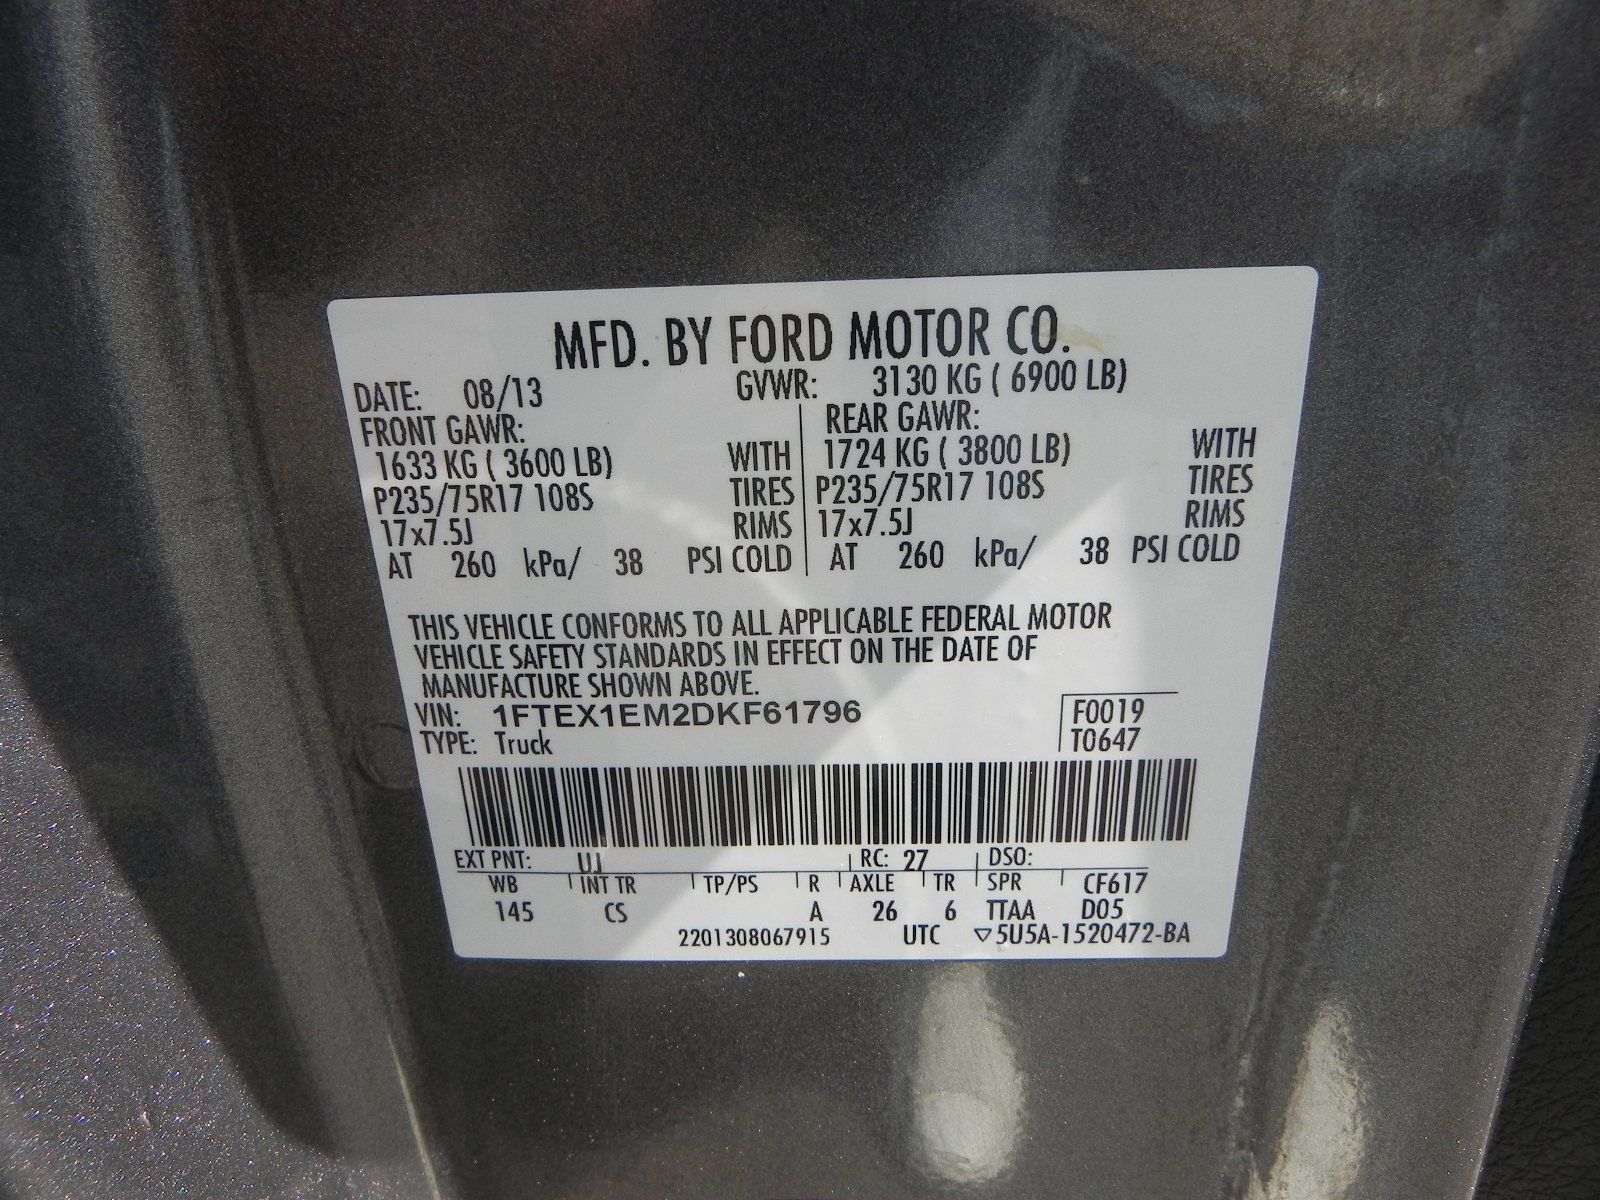 MFD. BY FORD MOTOR CO.
DATE: 08/13 GVWR: 3130 KG ( 6900 LB)
FRONT GAWR: REAR GAWR:
1633 KG ( 3600 LB) WITH 1724 KG ( 3800 LB) WITH
P235/75R17 108S TIRES P235/75R17 108S TIRES
17x7.5J RIMS 17x7.5J RIMS
AT 260 kPa/ 38 PSI COLD AT 260 kPa/ 38 PSI COLD
THIS VEHICLE CONFORMS TO ALL APPLICABLE FEDERAL MOTOR
VEHICLE SAFETY STANDARDS IN EFFECT ON THE DATE OF
MANUFACTURE SHOWN ABOVE.
VIN: 1FTEX1EM2DKF61796 F0019
TYPE: Truck T0647
EXT PNT: UJ RC: 27 DSO:
WB INT TR TP/PS R AXLE TR SPR CF617
145 CS A 26 6 TTAA D05
2201308067915 UTC ▽5U5A-1520472-BA